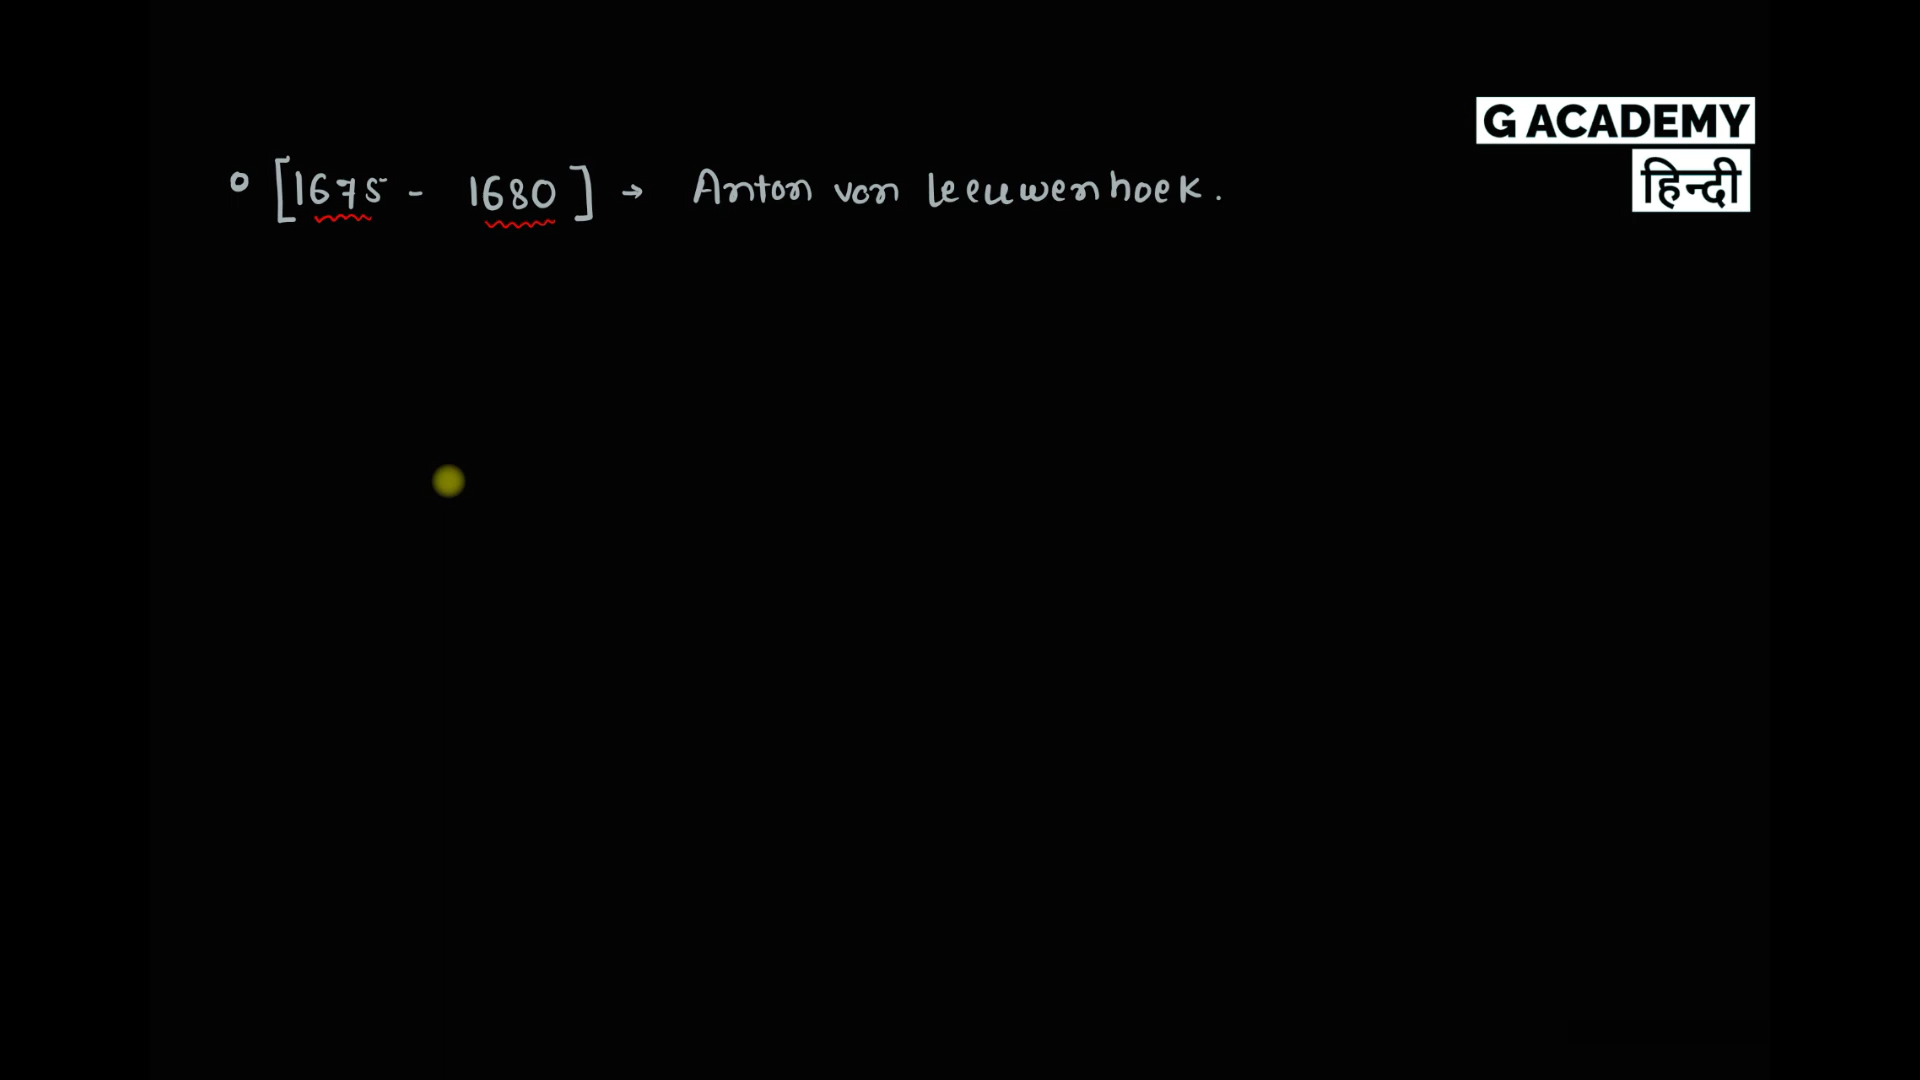 G ACADEMY
हिन्दी
[1675 - 1680] → Anton von Leeuwenhoek.